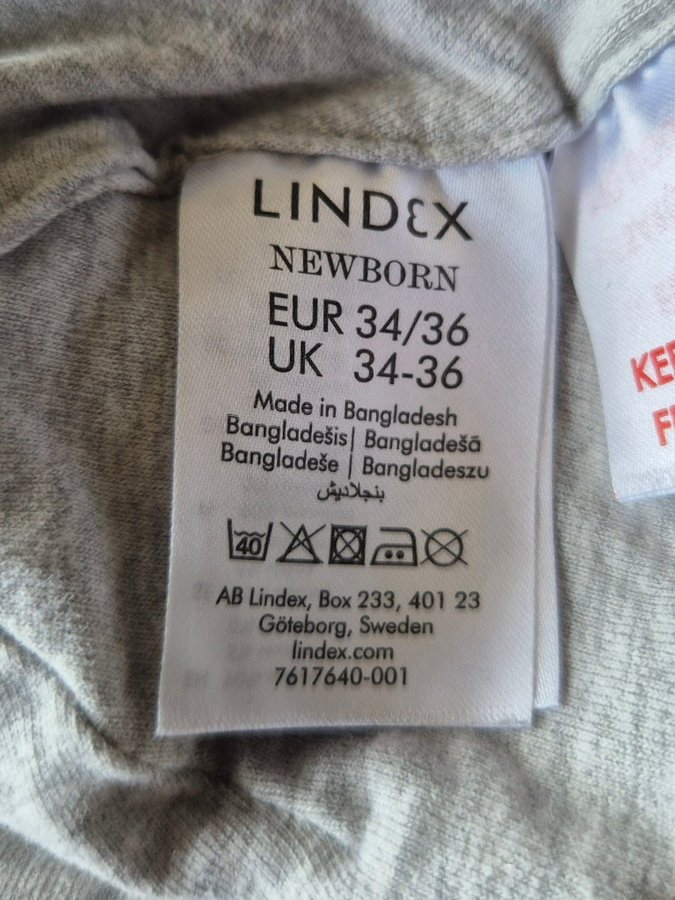 LINDEX
NEWBORN
EUR 34/36
UK 34-36
Made in Bangladesh
Bangladešis| Bangladešā
Bangladeše | Bangladeszu
بنجلاديش
40
AB Lindex, Box 233, 401 23
Göteborg, Sweden
lindex.com
7617640-001